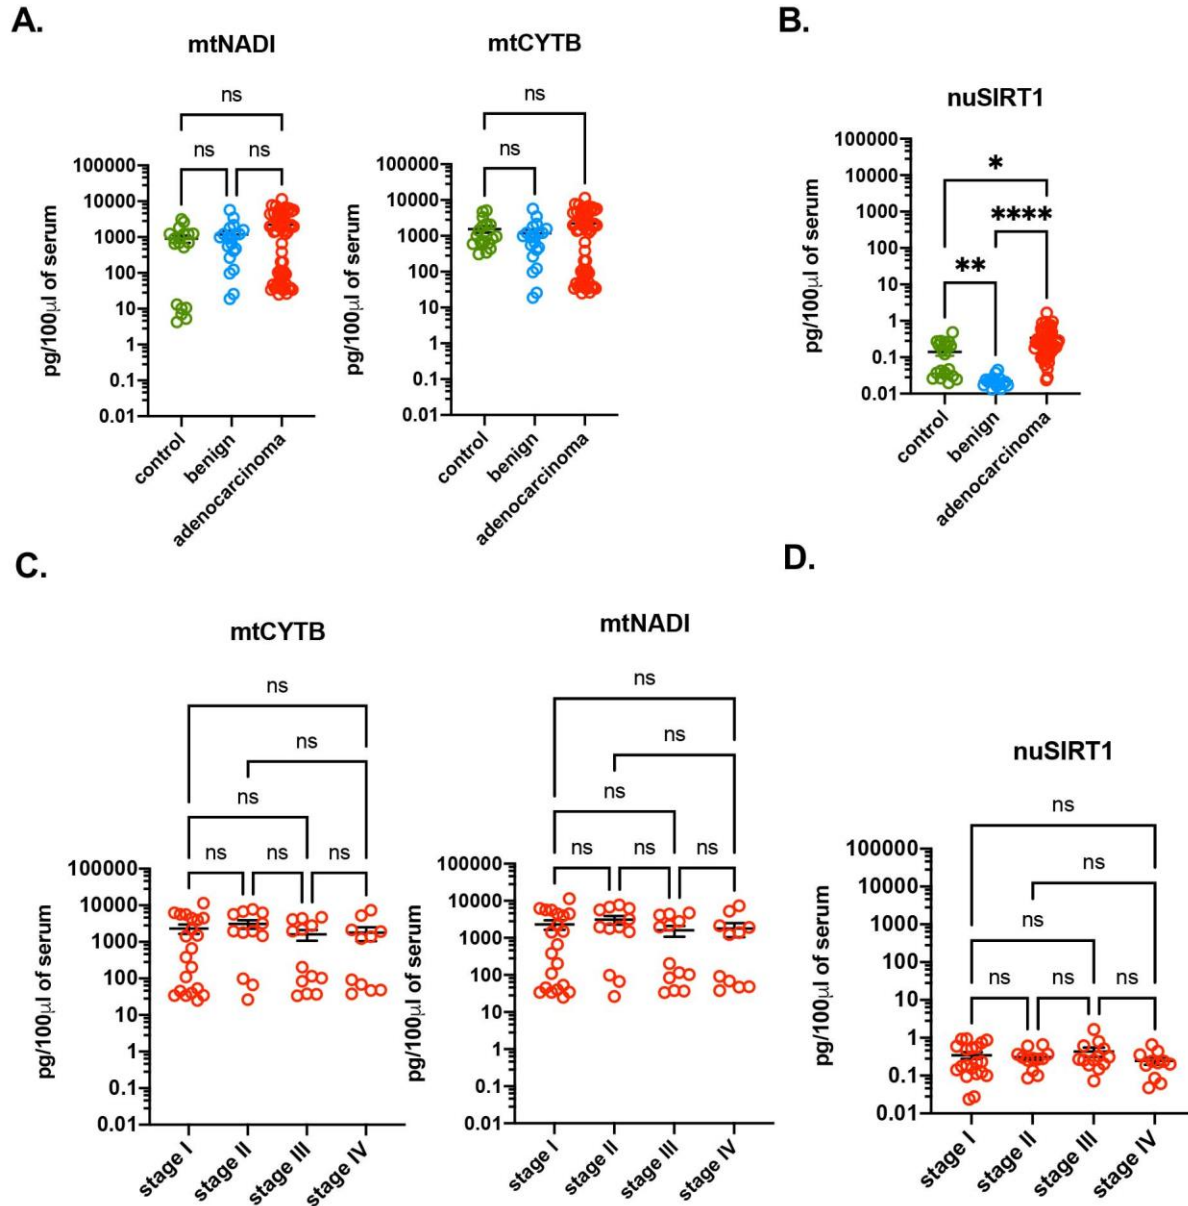 A.
mtNADI
ns
ns
ns
pg/100μl of serum
100000
10000
1000
100
10
1
0.1
0.01
control
benign
adenocarcinoma
mtCYTB
ns
ns
pg/100μl of serum
100000
10000
1000
100
10
1
0.1
0.01
control
benign
adenocarcinoma
B.
nuSIRT1
*
****
**
pg/100μl of serum
100000
10000
1000
100
10
1
0.1
0.01
control
benign
adenocarcinoma
C.
mtCYTB
ns
ns
ns
ns
ns
ns
pg/100μl of serum
100000
10000
1000
100
10
1
0.1
0.01
stage I
stage II
stage III
stage IV
mtNADI
ns
ns
ns
ns
ns
ns
pg/100μl of serum
100000
10000
1000
100
10
1
0.1
0.01
stage I
stage II
stage III
stage IV
D.
nuSIRT1
ns
ns
ns
ns
ns
ns
pg/100μl of serum
100000
10000
1000
100
10
1
0.1
0.01
stage I
stage II
stage III
stage IV